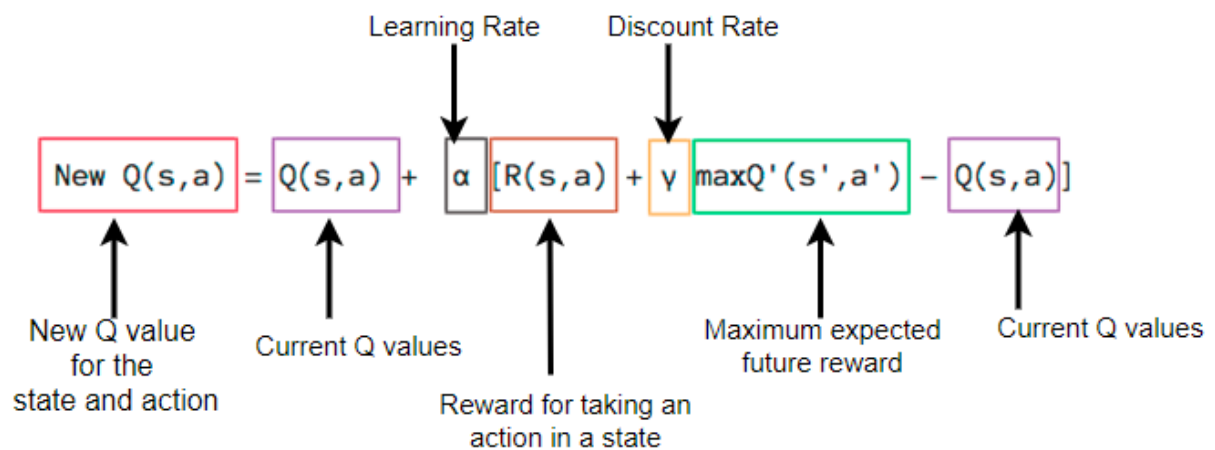 Learning Rate
Discount Rate
New Q(s,a) = Q(s,a) + α [R(s,a) + γ maxQ'(s',a') − Q(s,a)]
New Q value
for the
state and action
Current Q values
Reward for taking an
action in a state
Maximum expected
future reward
Current Q values